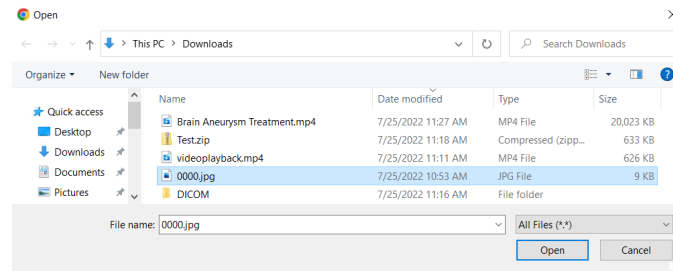 Open
This PC > Downloads
Search Downloads
Organize
New folder
Name Date modified Type Size
Quick access
Desktop
Downloads
Documents
Pictures
Brain Aneurysm Treatment.mp4 7/25/2022 11:27 AM MP4 File 20,023 KB
Test.zip 7/25/2022 11:18 AM Compressed (zipp... 633 KB
videoplayback.mp4 7/25/2022 11:11 AM MP4 File 626 KB
0000.jpg 7/25/2022 10:53 AM JPG File 9 KB
DICOM 7/25/2022 11:16 AM File folder
File name: 0000.jpg
All Files (*.*)
Open
Cancel